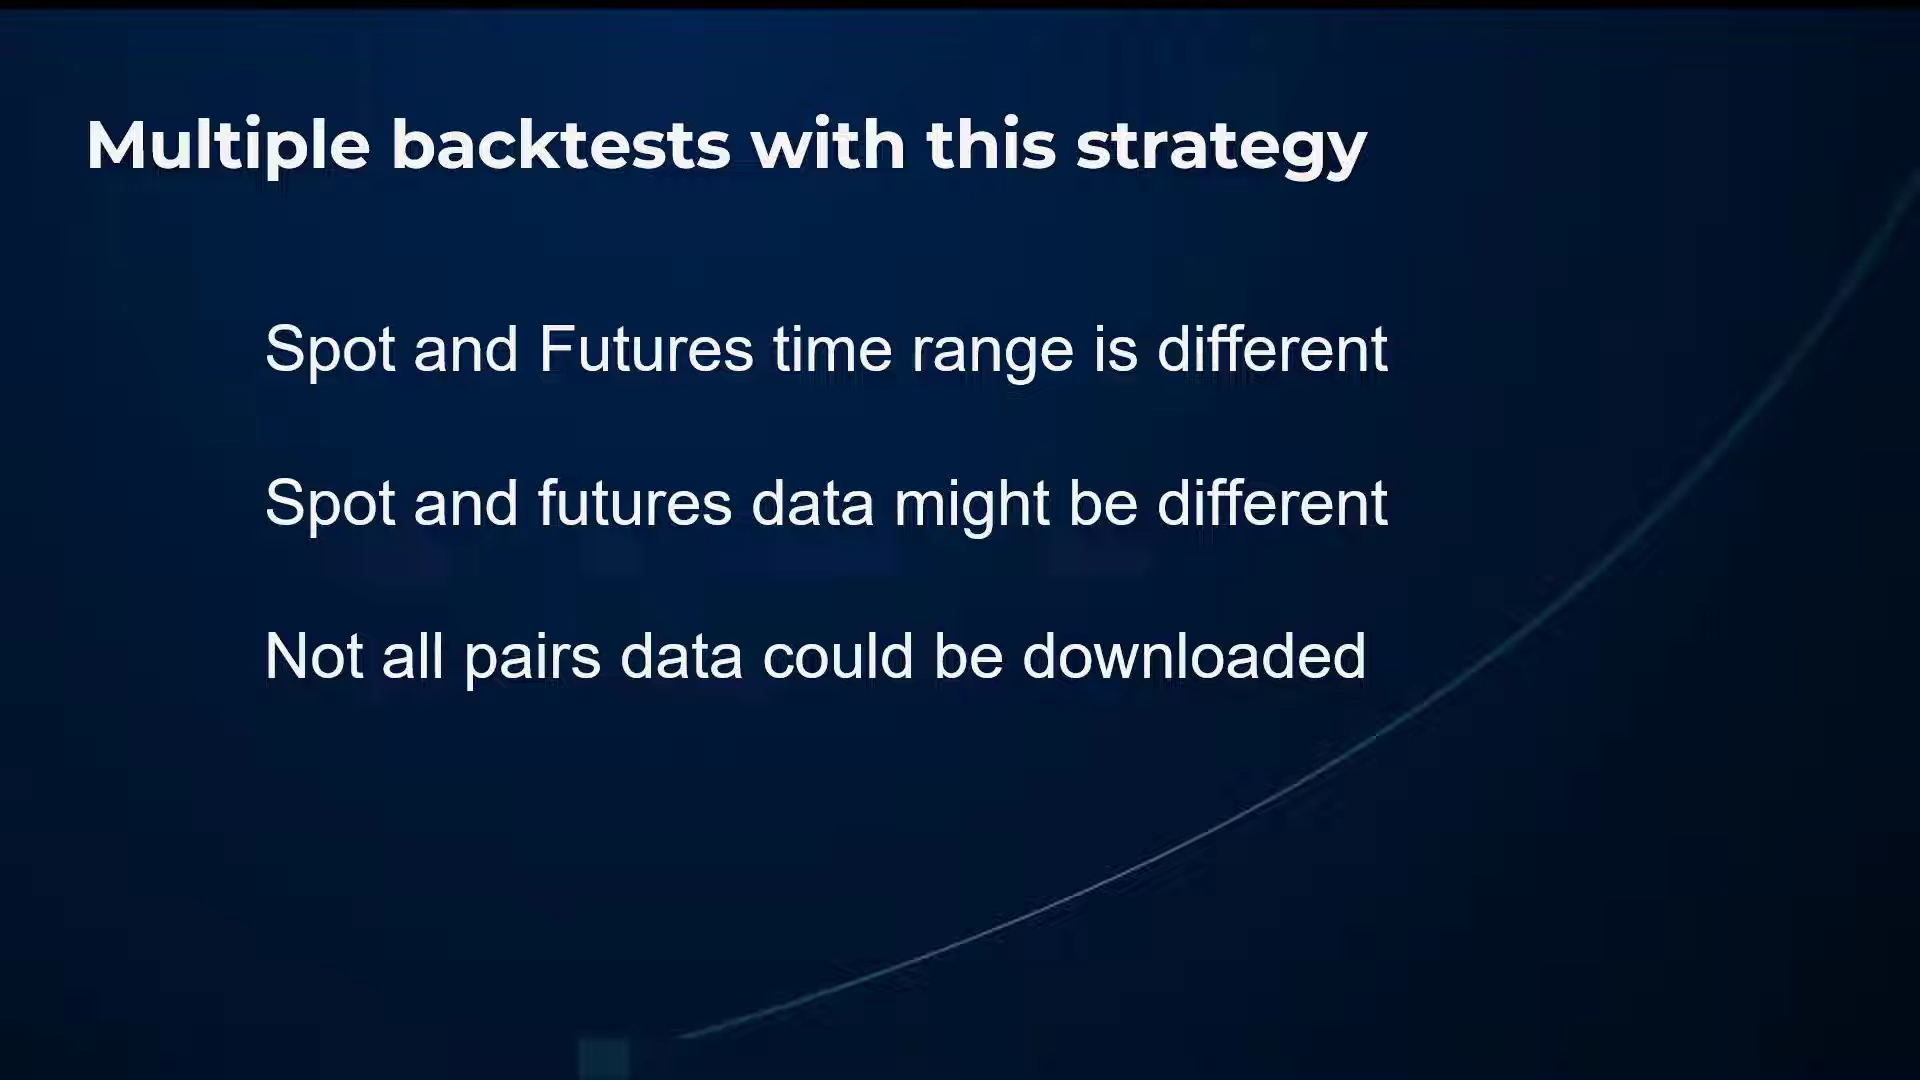 Multiple backtests with this strategy
Spot and Futures time range is different
Spot and futures data might be different
Not all pairs data could be downloaded